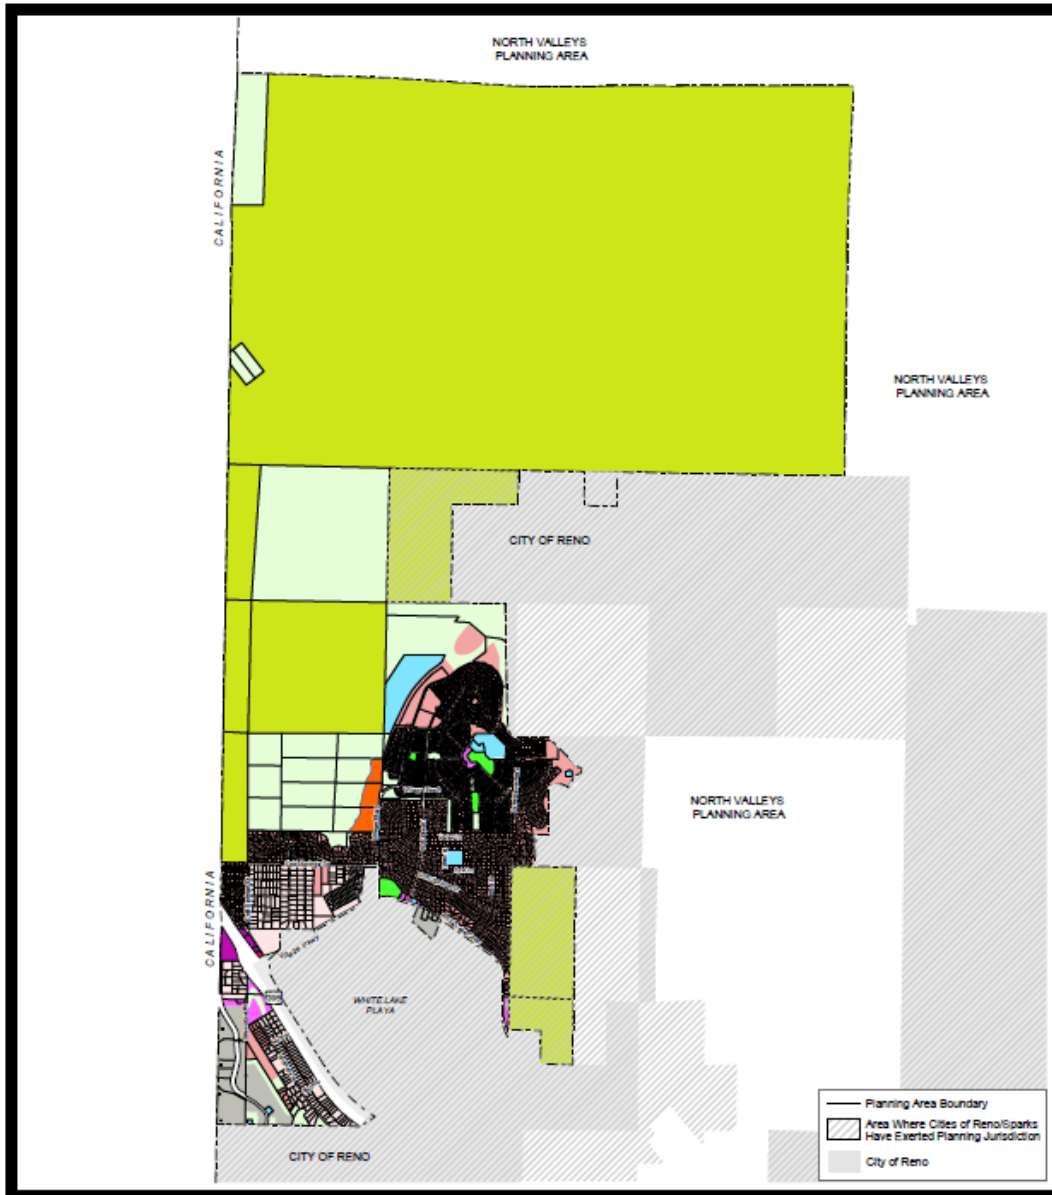 NORTH VALLEYS
PLANNING AREA
CALIFORNIA
NORTH VALLEYS
PLANNING AREA
CITY OF RENO
NORTH VALLEYS
PLANNING AREA
CALIFORNIA
WHITE LAKE
PLAYA
CITY OF RENO
Planning Area Boundary
Area Where Cities of Reno/Sparks
Have Exerted Planning Jurisdiction
City of Reno